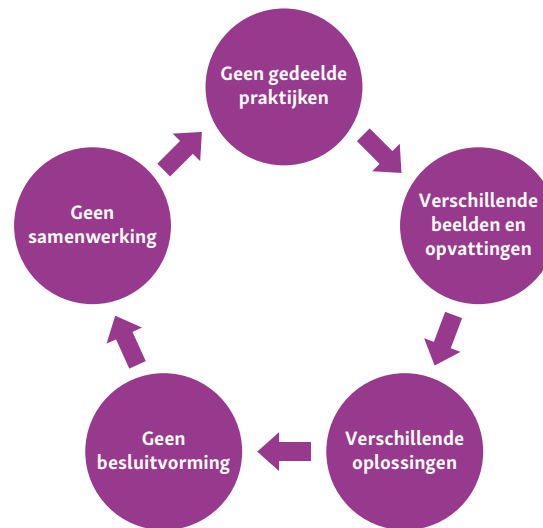 Geen gedeelde
praktijken
Verschillende
beelden en
opvattingen
Verschillende
oplossingen
Geen
besluitvorming
Geen
samenwerking